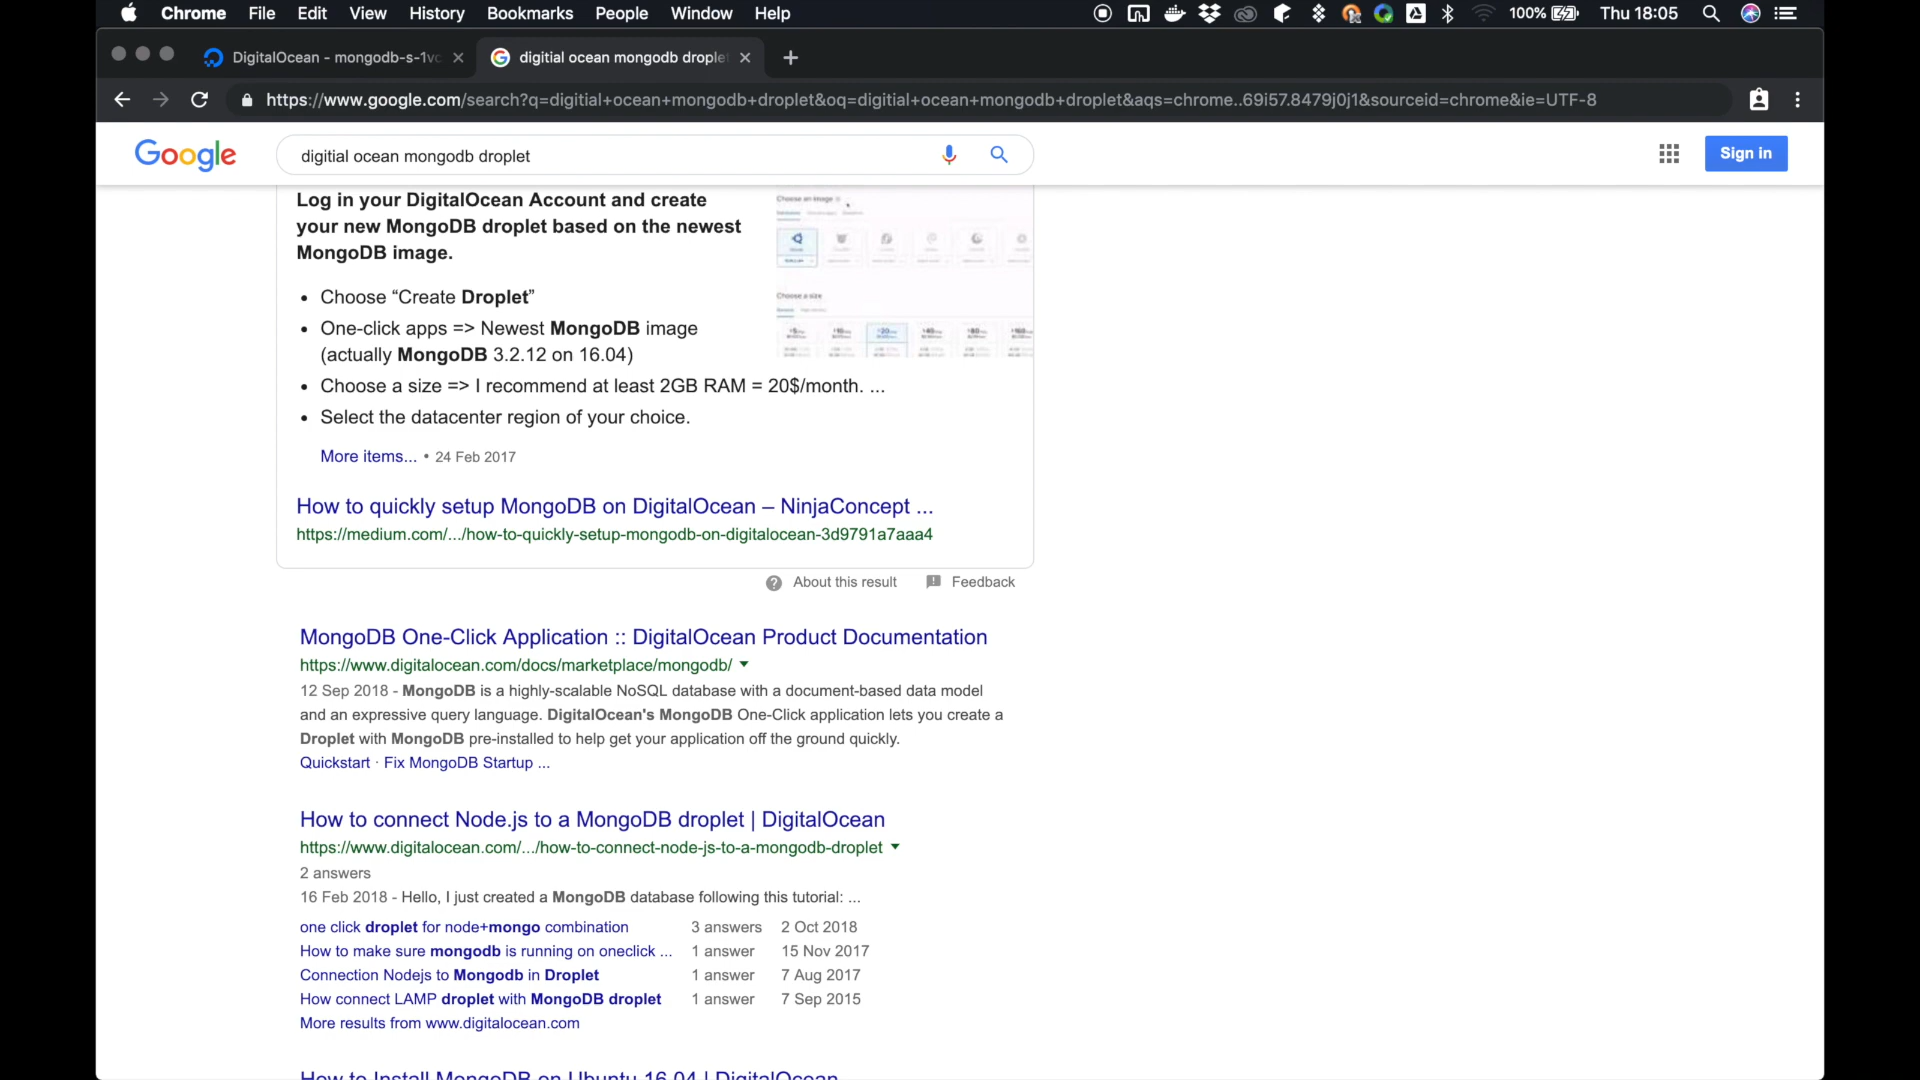 Chrome File Edit View History Bookmarks People Window Help 100% Thu 18:05
DigitalOcean - mongodb-s-1vc
digitial ocean mongodb drople
https://www.google.com/search?q=digitial+ocean+mongodb+droplet&oq=digitial+ocean+mongodb+droplet&aqs=chrome..69i57.8479j0j1&sourceid=chrome&ie=UTF-8
Google
digitial ocean mongodb droplet
Sign in
Log in your DigitalOcean Account and create
your new MongoDB droplet based on the newest
MongoDB image.
Choose an image
Choose a size
• Choose “Create Droplet”
• One-click apps => Newest MongoDB image
(actually MongoDB 3.2.12 on 16.04)
• Choose a size => I recommend at least 2GB RAM = 20$/month. ...
• Select the datacenter region of your choice.
More items... • 24 Feb 2017
How to quickly setup MongoDB on DigitalOcean – NinjaConcept ...
https://medium.com/.../how-to-quickly-setup-mongodb-on-digitalocean-3d9791a7aaa4
About this result Feedback
MongoDB One-Click Application :: DigitalOcean Product Documentation
https://www.digitalocean.com/docs/marketplace/mongodb/
12 Sep 2018 - MongoDB is a highly-scalable NoSQL database with a document-based data model
and an expressive query language. DigitalOcean's MongoDB One-Click application lets you create a
Droplet with MongoDB pre-installed to help get your application off the ground quickly.
Quickstart · Fix MongoDB Startup ...
How to connect Node.js to a MongoDB droplet | DigitalOcean
https://www.digitalocean.com/.../how-to-connect-node-js-to-a-mongodb-droplet
2 answers
16 Feb 2018 - Hello, I just created a MongoDB database following this tutorial: ...
one click droplet for node+mongo combination 3 answers 2 Oct 2018
How to make sure mongodb is running on oneclick ... 1 answer 15 Nov 2017
Connection Nodejs to Mongodb in Droplet 1 answer 7 Aug 2017
How connect LAMP droplet with MongoDB droplet 1 answer 7 Sep 2015
More results from www.digitalocean.com
How to Install MongoDB on Ubuntu 16.04 | DigitalOcean